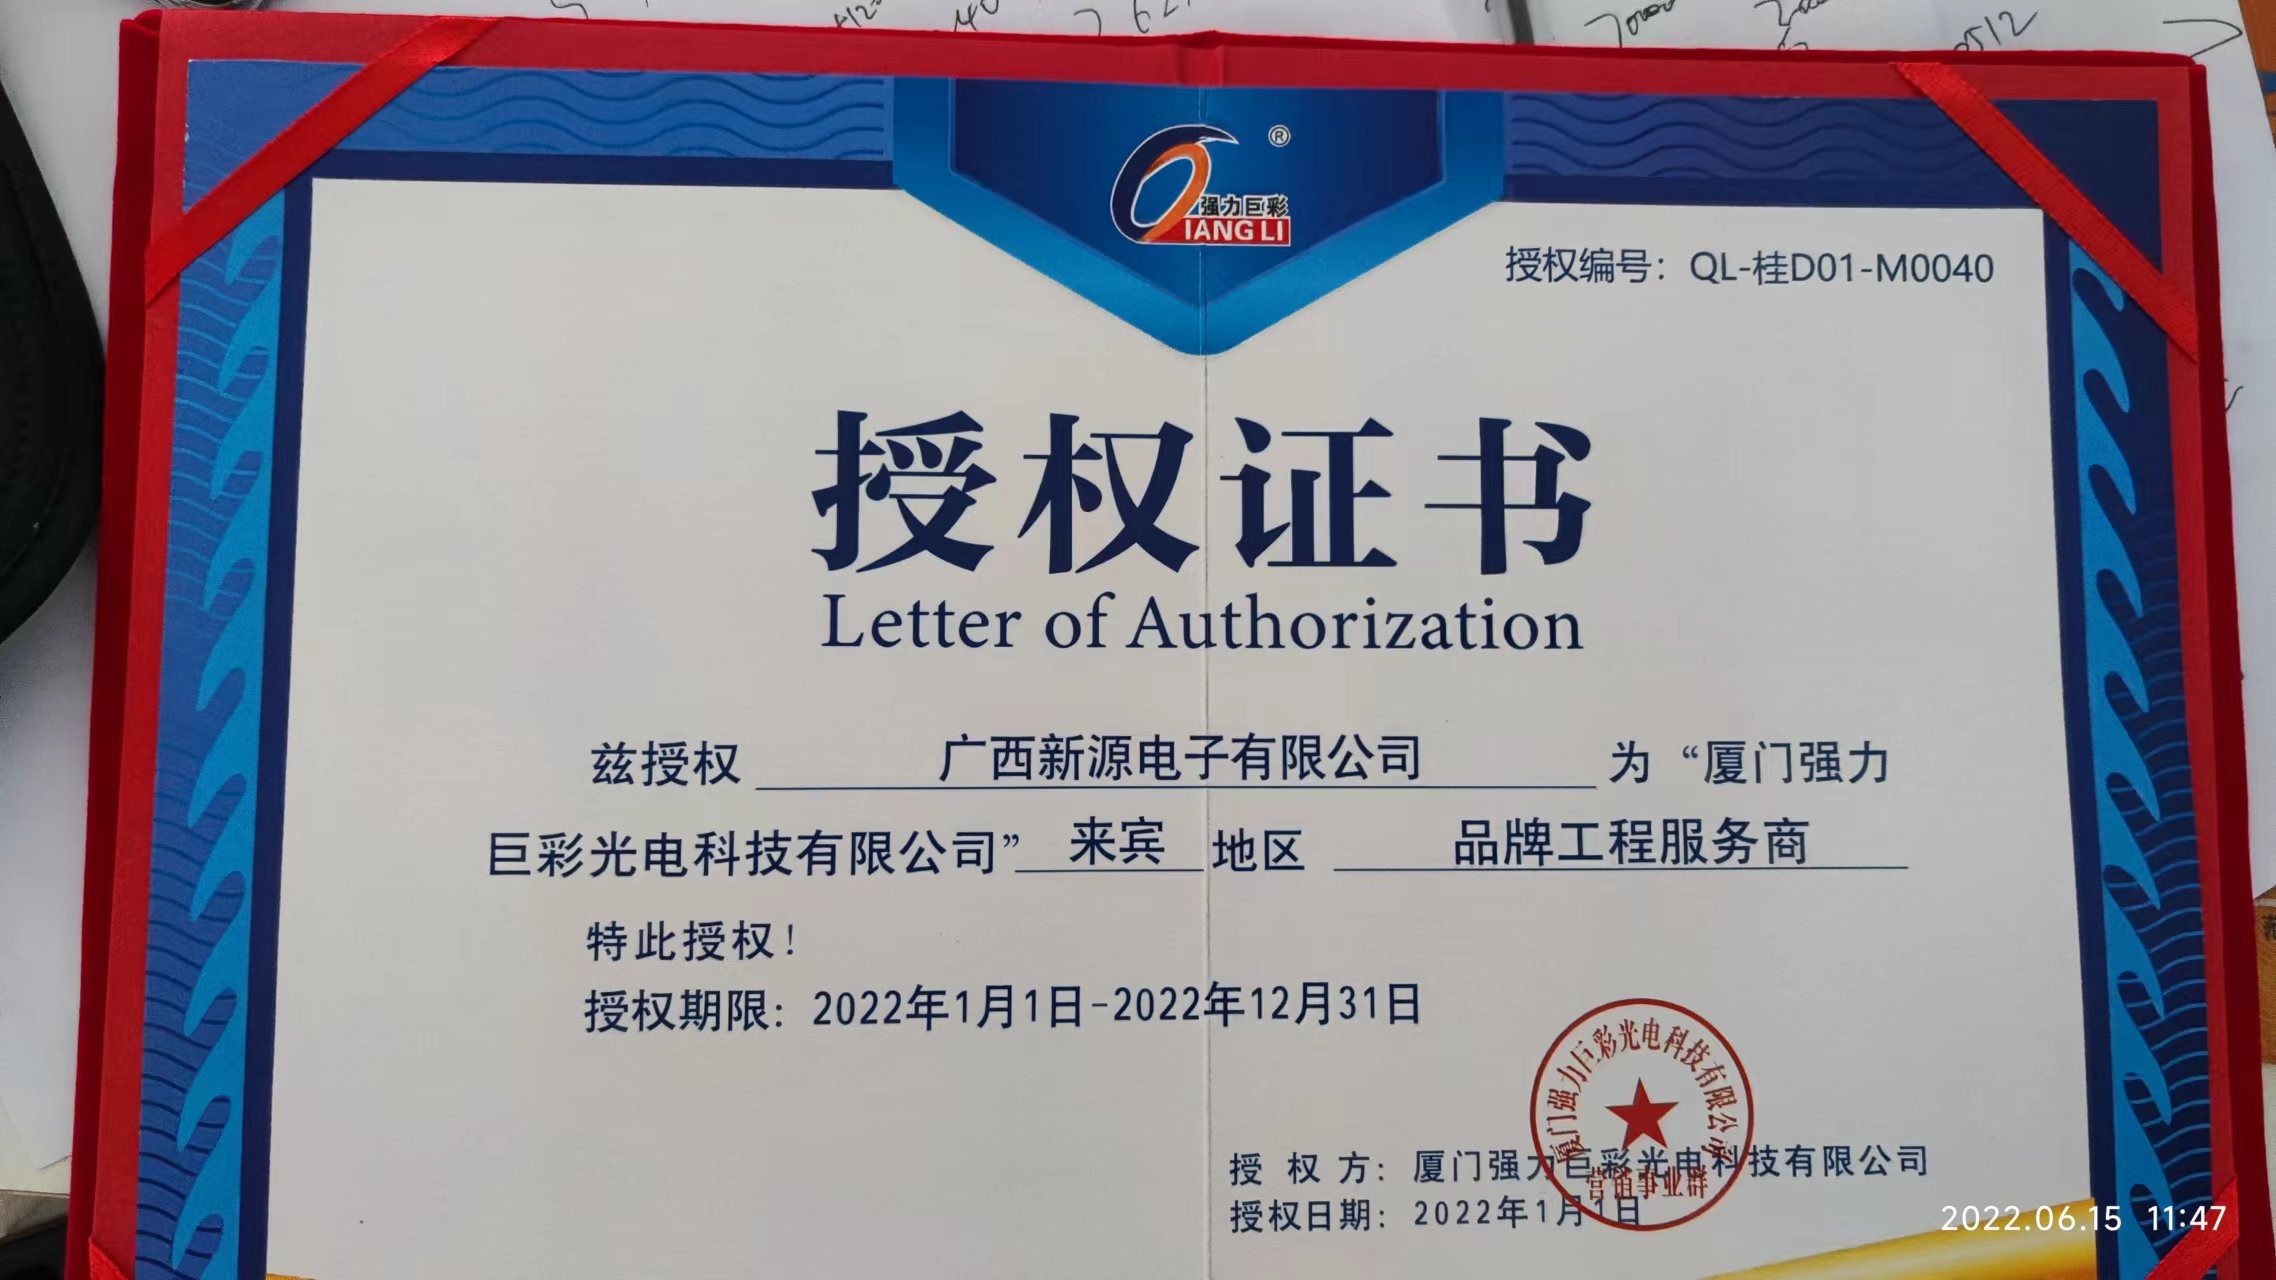 强力巨彩
QIANGLI
®
授权编号：QL-桂D01-M0040
授权证书
Letter of Authorization
兹授权 广西新源电子有限公司 为“厦门强力
巨彩光电科技有限公司”来宾 地区 品牌工程服务商
特此授权！
授权期限：2022年1月1日-2022年12月31日
厦门强力巨彩光电科技有限公司
营销事业群
授 权 方：厦门强力巨彩光电科技有限公司
授权日期：2022年1月1日
2022.06.15 11:47